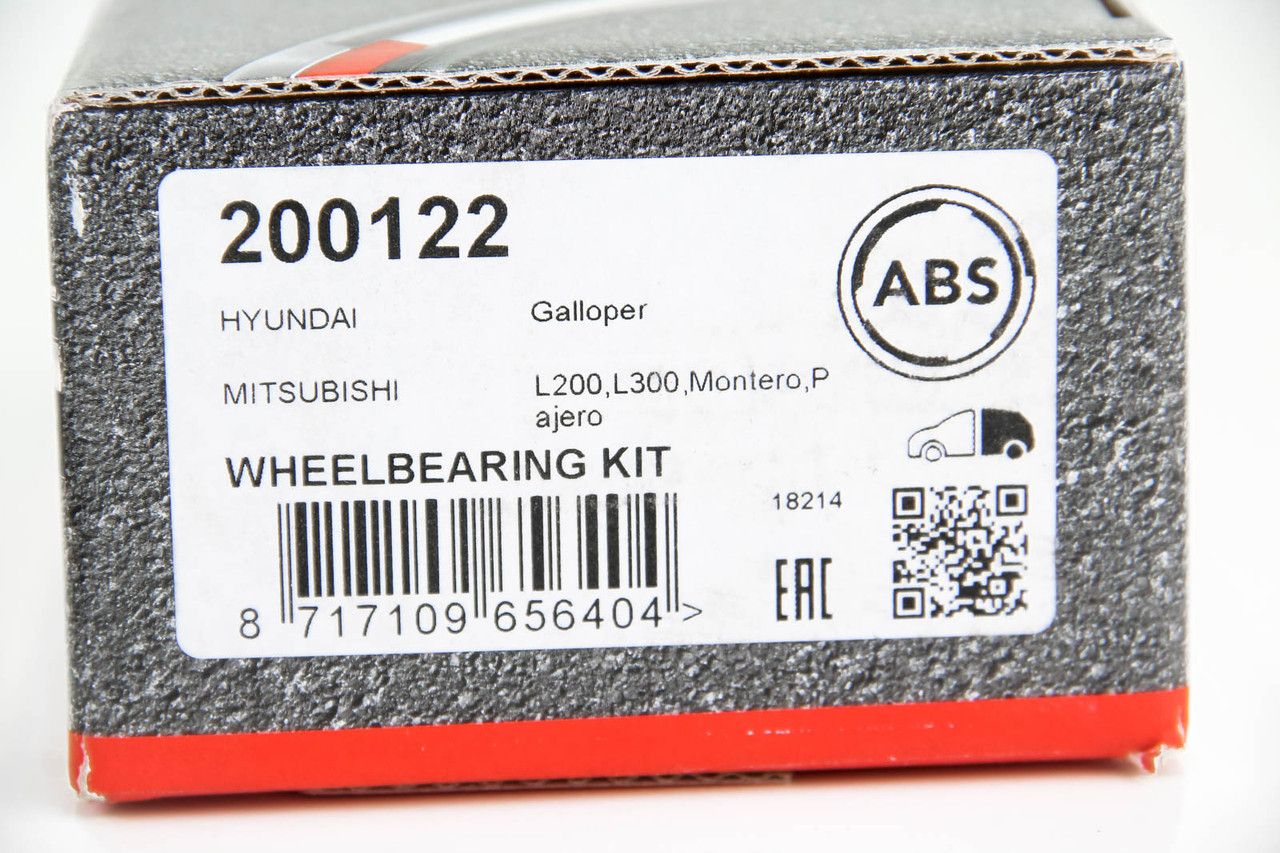 200122
ABS
HYUNDAI Galloper
MITSUBISHI L200,L300,Montero,P
ajero
WHEELBEARING KIT
18214
EAC
8 717109 656404 >